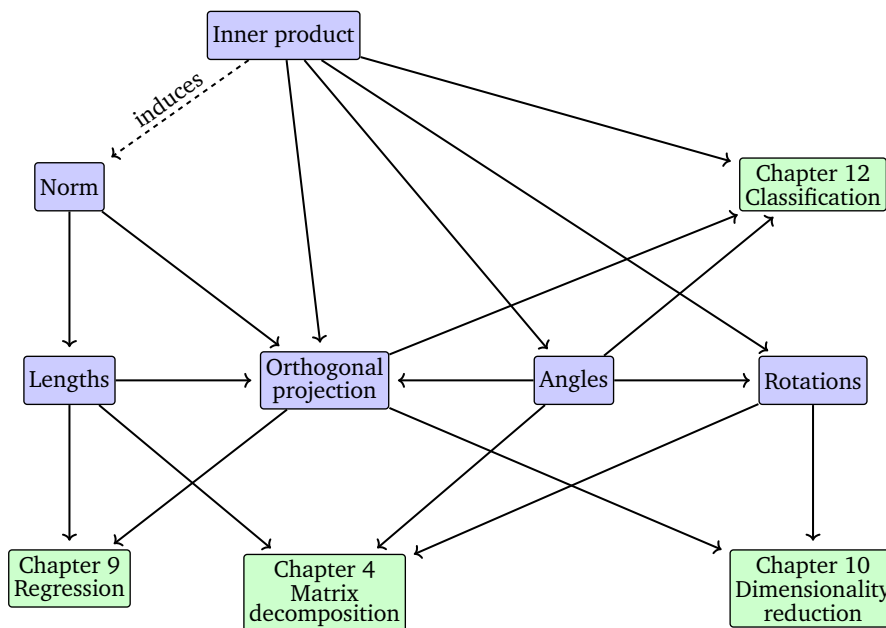 Inner product
induces
Norm
Chapter 12
Classification
Lengths
Orthogonal
projection
Angles
Rotations
Chapter 9
Regression
Chapter 4
Matrix
decomposition
Chapter 10
Dimensionality
reduction